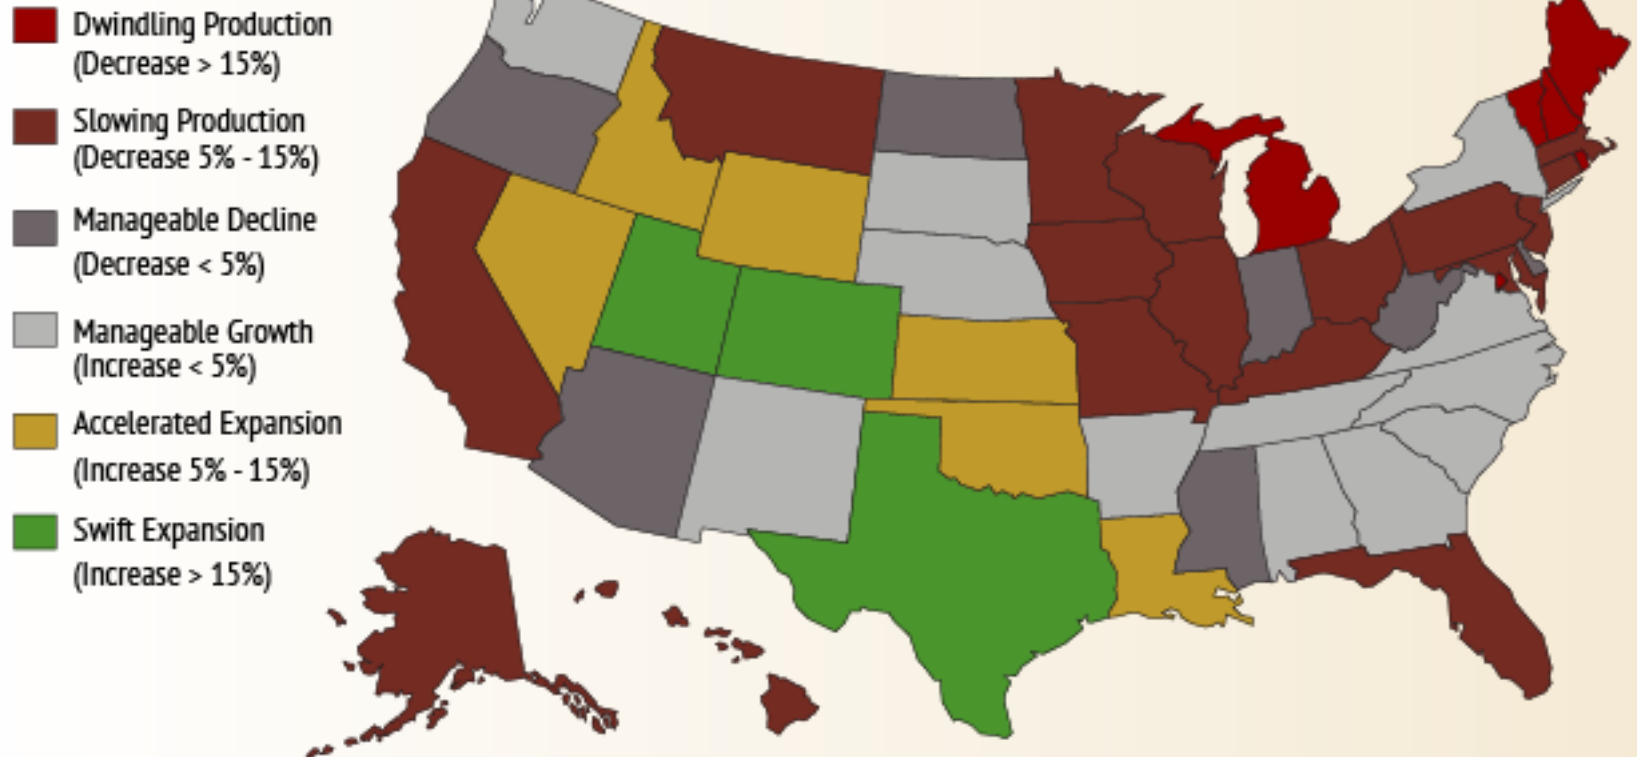 Dwindling Production
(Decrease > 15%)
Slowing Production
(Decrease 5% - 15%)
Manageable Decline
(Decrease < 5%)
Manageable Growth
(Increase < 5%)
Accelerated Expansion
(Increase 5% - 15%)
Swift Expansion
(Increase > 15%)